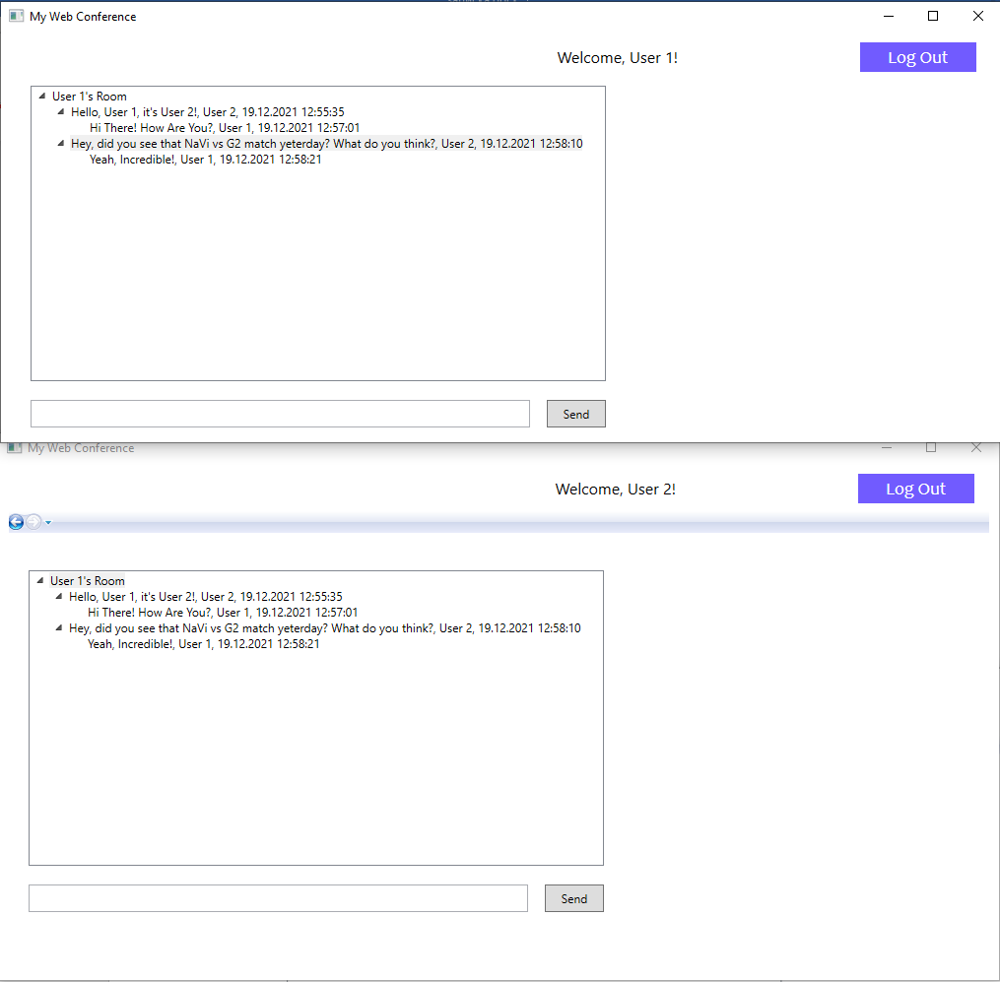 My Web Conference
Welcome, User 1!
Log Out
User 1's Room
Hello, User 1, it's User 2!, User 2, 19.12.2021 12:55:35
Hi There! How Are You?, User 1, 19.12.2021 12:57:01
Hey, did you see that NaVi vs G2 match yeterday? What do you think?, User 2, 19.12.2021 12:58:10
Yeah, Incredible!, User 1, 19.12.2021 12:58:21
Send
My Web Conference
Welcome, User 2!
Log Out
User 1's Room
Hello, User 1, it's User 2!, User 2, 19.12.2021 12:55:35
Hi There! How Are You?, User 1, 19.12.2021 12:57:01
Hey, did you see that NaVi vs G2 match yeterday? What do you think?, User 2, 19.12.2021 12:58:10
Yeah, Incredible!, User 1, 19.12.2021 12:58:21
Send